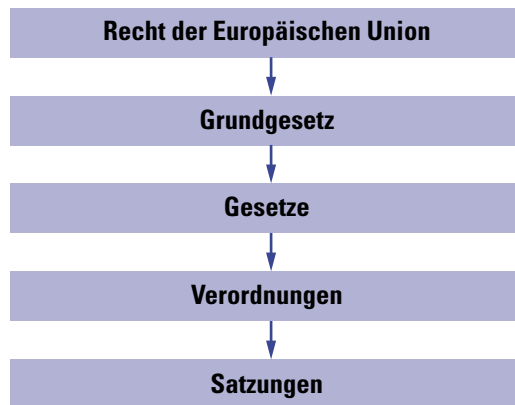 Recht der Europäischen Union
Grundgesetz
Gesetze
Verordnungen
Satzungen